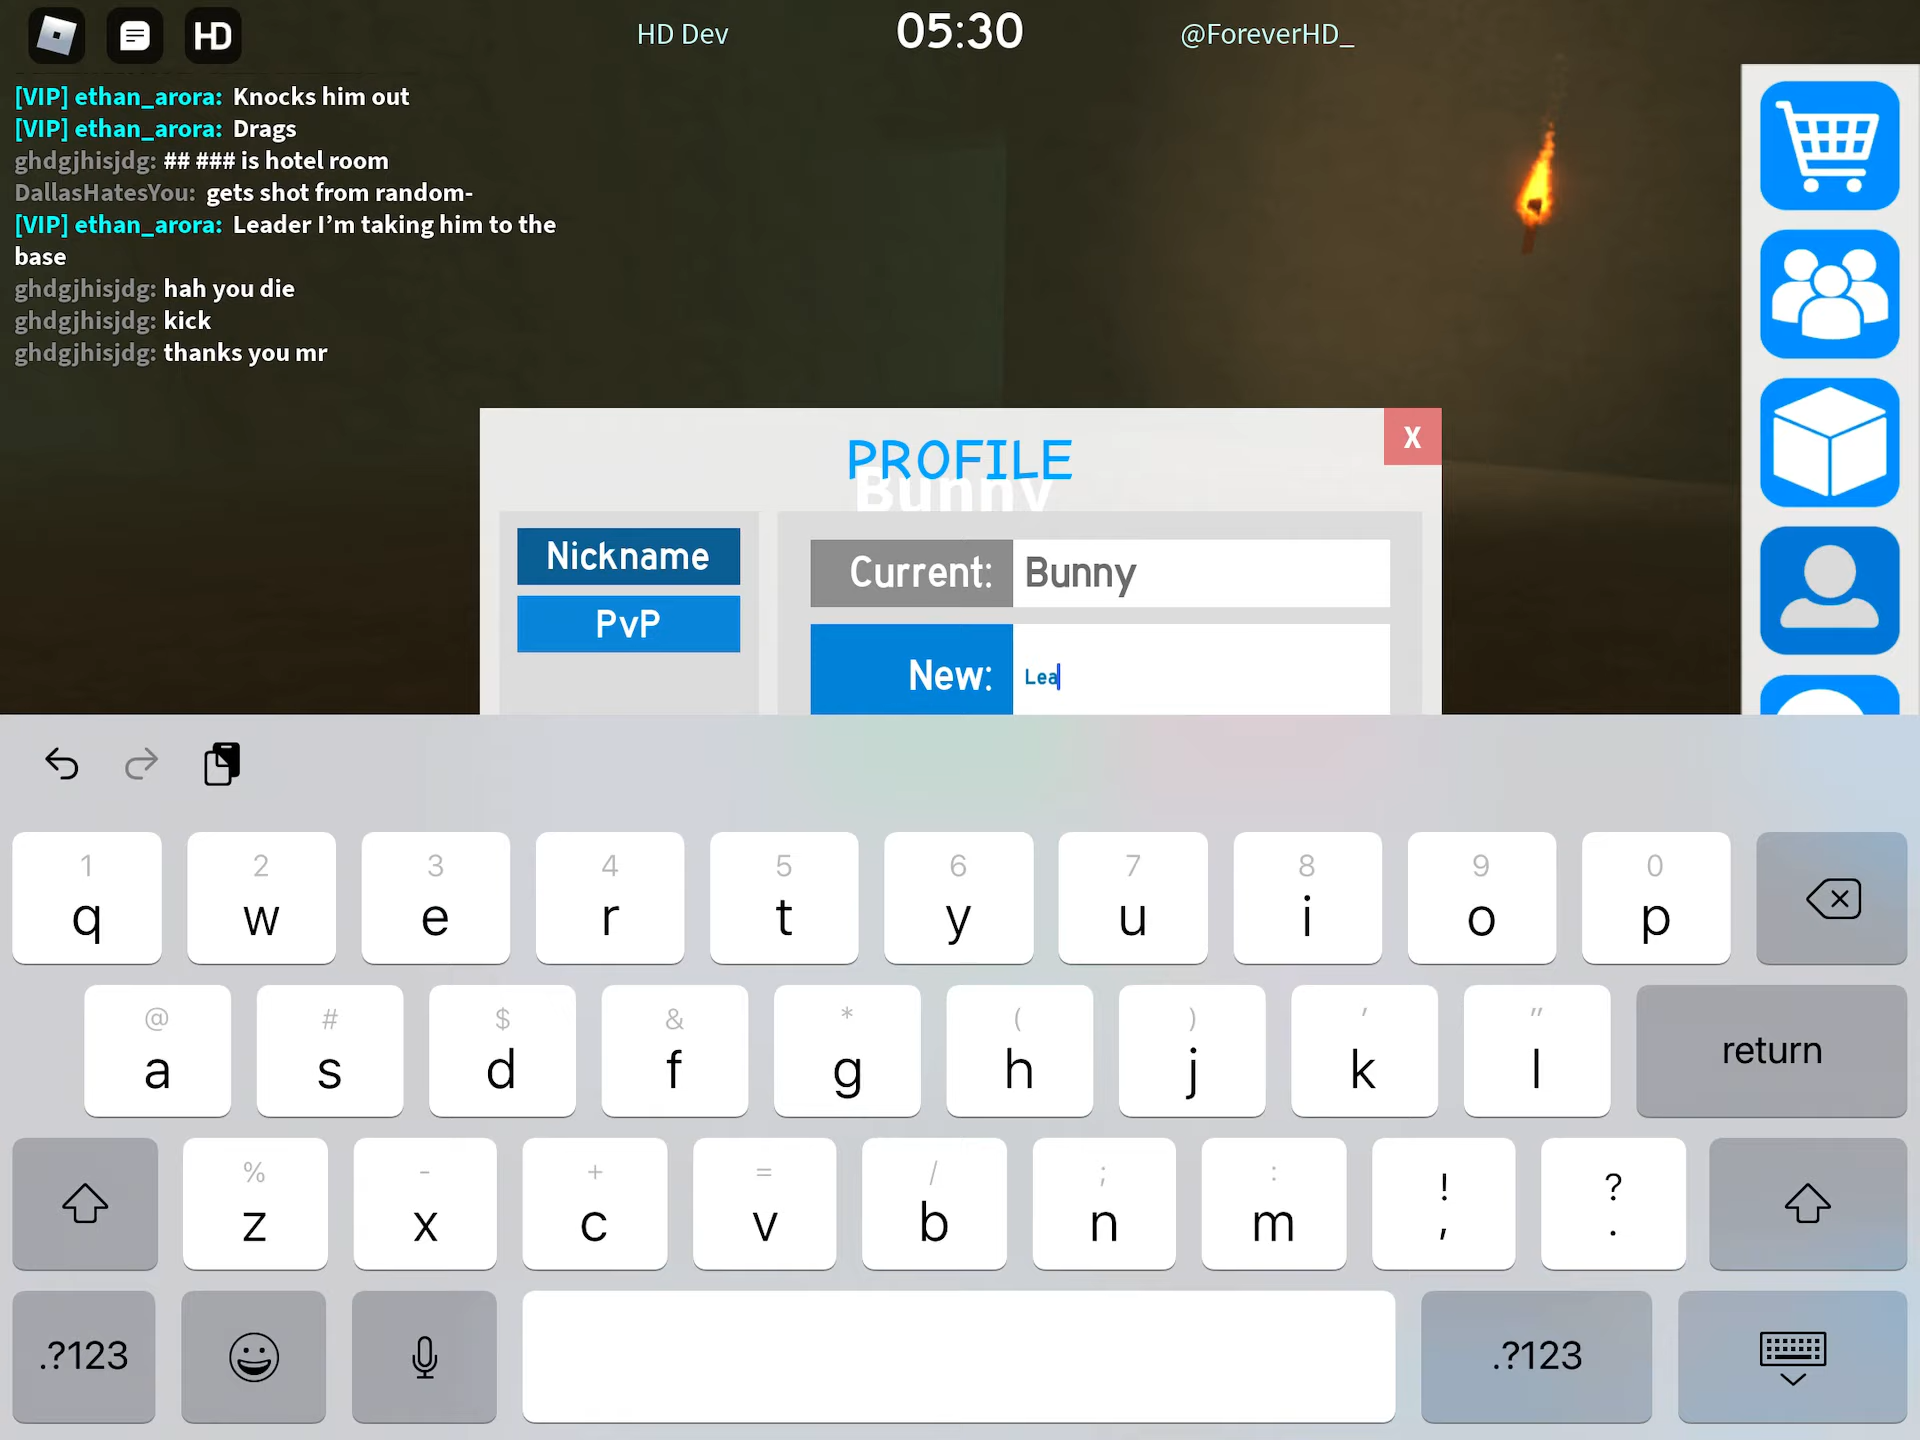 HD
HD Dev
05:30
@ForeverHD_
[VIP] ethan_arora: Knocks him out
[VIP] ethan_arora: Drags
ghdgjhisjdg: ## ### is hotel room
DallasHatesYou: gets shot from random-
[VIP] ethan_arora: Leader I’m taking him to the
base
ghdgjhisjdg: hah you die
ghdgjhisjdg: kick
ghdgjhisjdg: thanks you mr
PROFILE
X
Bunny
Nickname
PvP
Current: Bunny
New: Lea
1 2 3 4 5 6 7 8 9 0
q w e r t y u i o p
@ # $ & * ( ) ' "
a s d f g h j k l return
% - + = / ; : ! ?
z x c v b n m , .
.?123 .?123